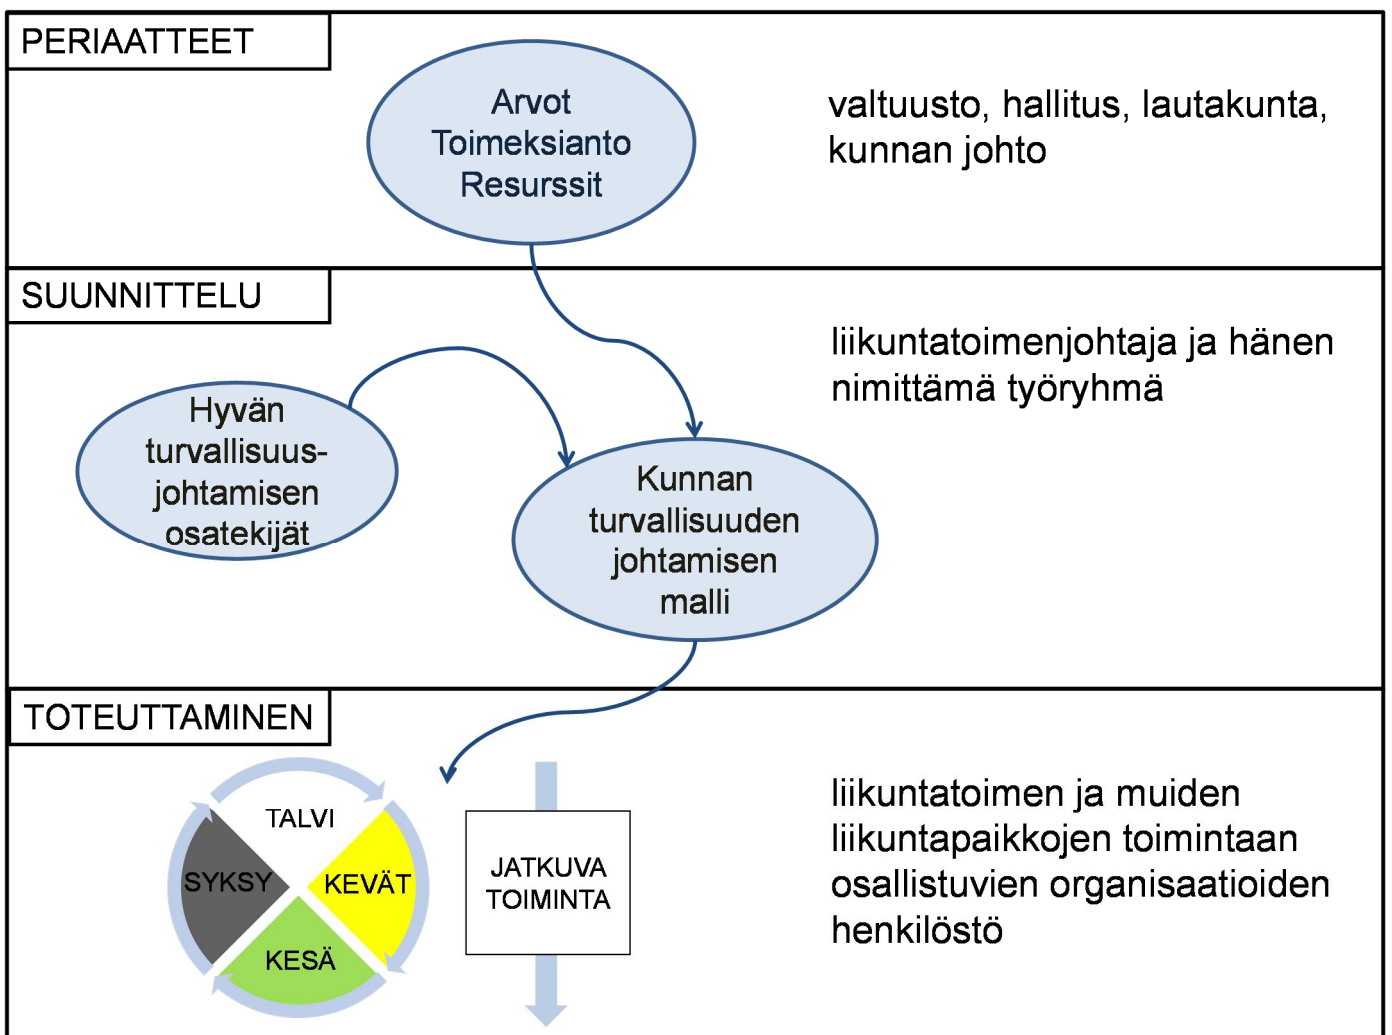 PERIAATTEET
Arvot
Toimeksianto
Resurssit
valtuusto, hallitus, lautakunta,
kunnan johto
SUUNNITTELU
liikuntatoimenjohtaja ja hänen
nimittämä työryhmä
Hyvän
turvallisuus-
johtamisen
osatekijät
Kunnan
turvallisuuden
johtamisen
malli
TOTEUTTAMINEN
TALVI
SYKSY
KEVÄT
KESÄ
JATKUVA
TOIMINTA
liikuntatoimen ja muiden
liikuntapaikkojen toimintaan
osallistuvien organisaatioiden
henkilöstö